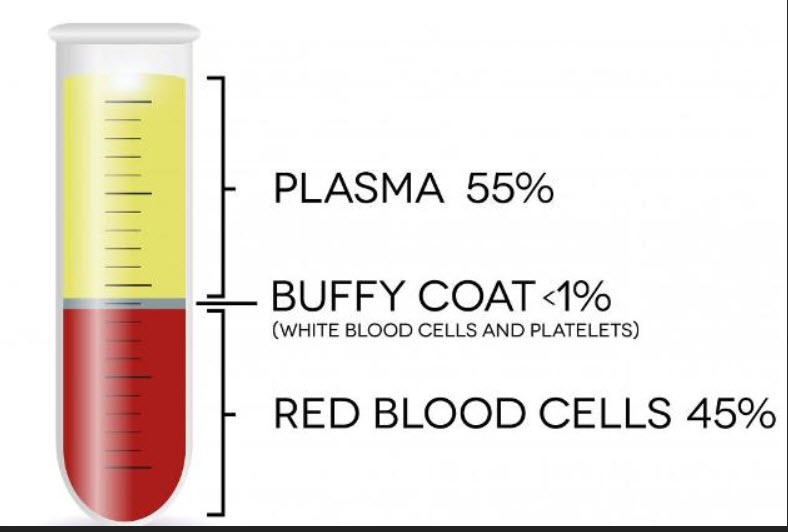 PLASMA 55%
BUFFY COAT <1%
(WHITE BLOOD CELLS AND PLATELETS)
RED BLOOD CELLS 45%